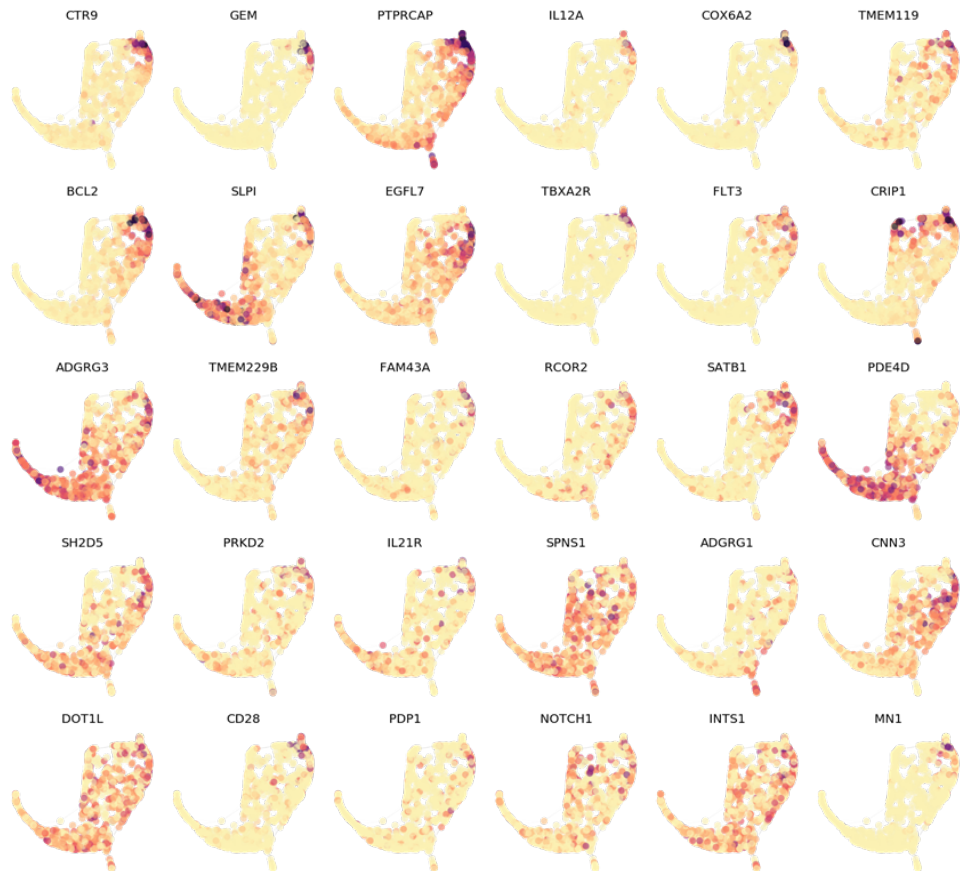 CTR9 GEM PTPRCAP IL12A COX6A2 TMEM119
BCL2 SLPI EGFL7 TBXA2R FLT3 CRIP1
ADGRG3 TMEM229B FAM43A RCOR2 SATB1 PDE4D
SH2D5 PRKD2 IL21R SPNS1 ADGRG1 CNN3
DOT1L CD28 PDP1 NOTCH1 INTS1 MN1